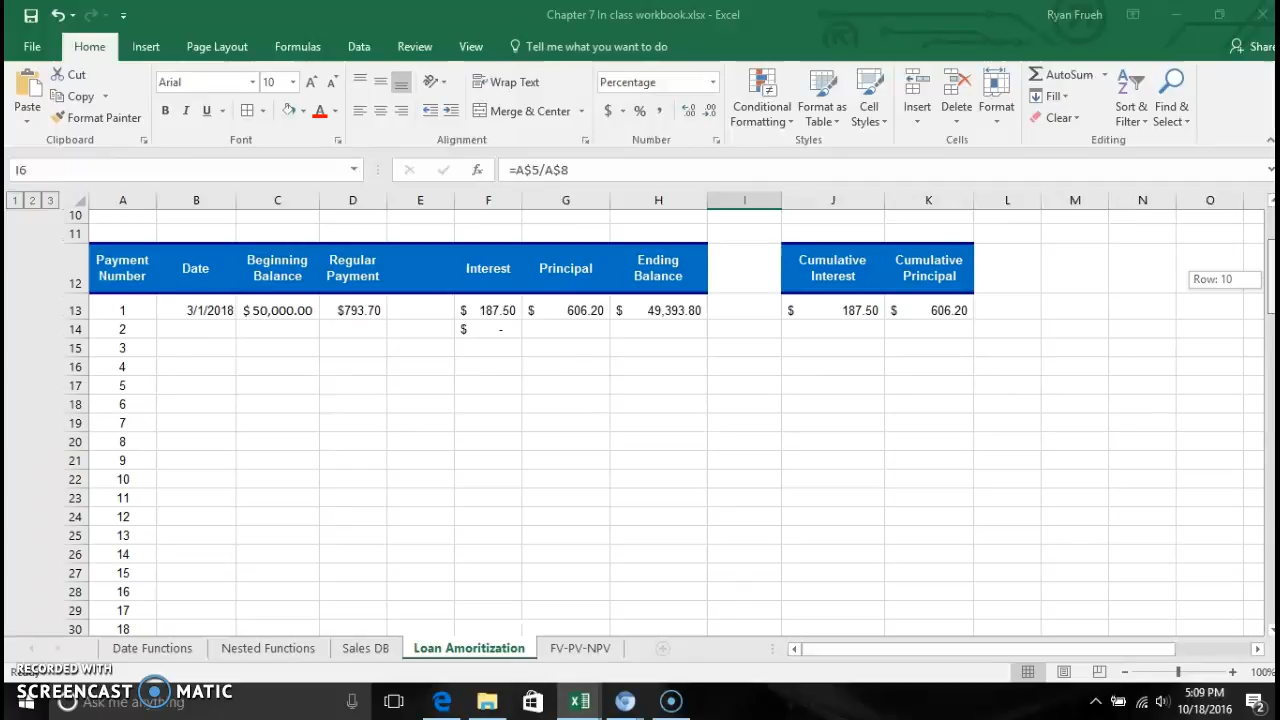 Chapter 7 In class workbook.xlsx - Excel
Ryan Frueh
File Home Insert Page Layout Formulas Data Review View Tell me what you want to do Share
Paste Cut Copy Format Painter
Arial 10
B I U A
Wrap Text
Merge & Center
Percentage
$ % ,
Conditional Formatting Format as Table Cell Styles
Insert Delete Format
AutoSum Fill Clear
Sort & Filter Find & Select
Clipboard Font Alignment Number Styles Cells Editing
I6 fx =A$5/A$8
1 2 3 A B C D E F G H I J K L M N O
10
11
12 Payment Number Date Beginning Balance Regular Payment Interest Principal Ending Balance Cumulative Interest Cumulative Principal
Row: 10
13 1 3/1/2018 $ 50,000.00 $793.70 $ 187.50 $ 606.20 $ 49,393.80 $ 187.50 $ 606.20
14 2 $ -
15 3
16 4
17 5
18 6
19 7
20 8
21 9
22 10
23 11
24 12
25 13
26 14
27 15
28 16
29 17
30 18
Date Functions Nested Functions Sales DB Loan Amoritization FV-PV-NPV
RECORDED WITH
SCREENCAST MATIC
100%
Ask me anything
5:09 PM
10/18/2016
2